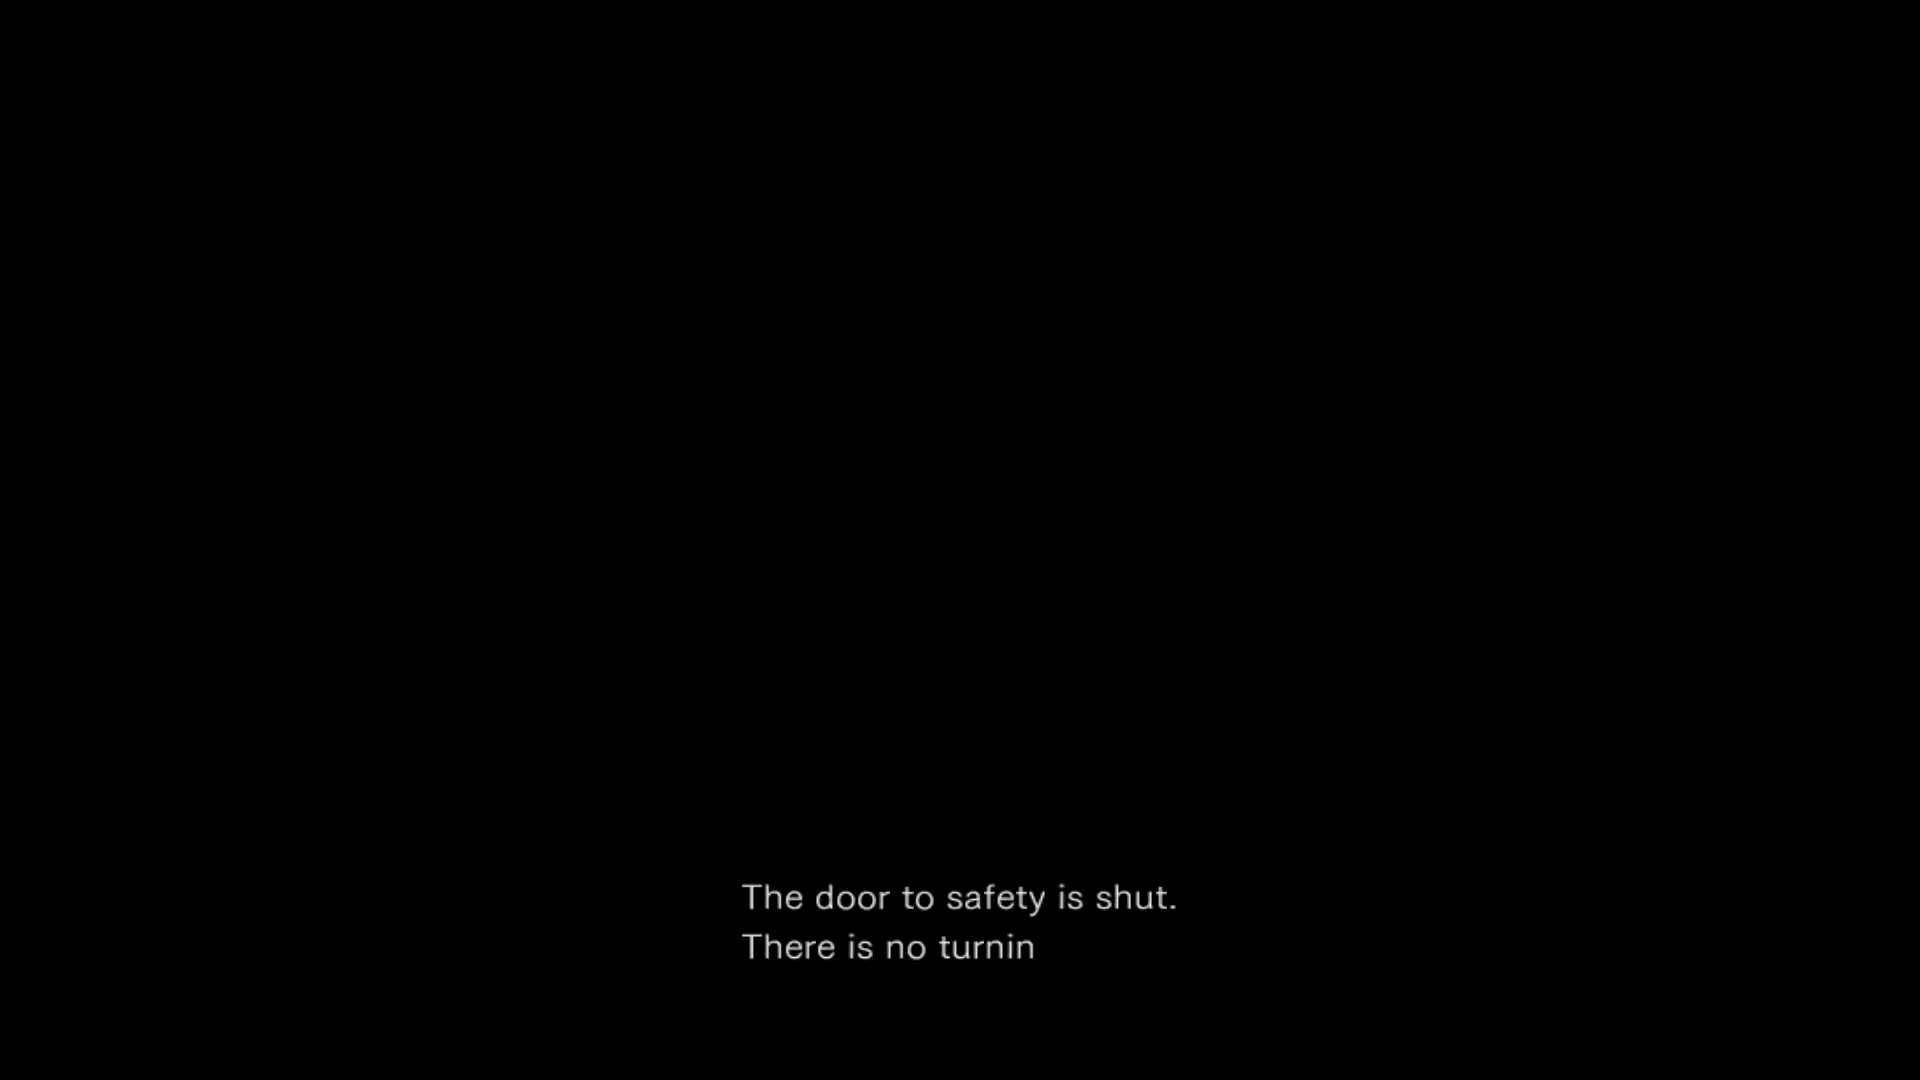 The door to safety is shut.
There is no turnin